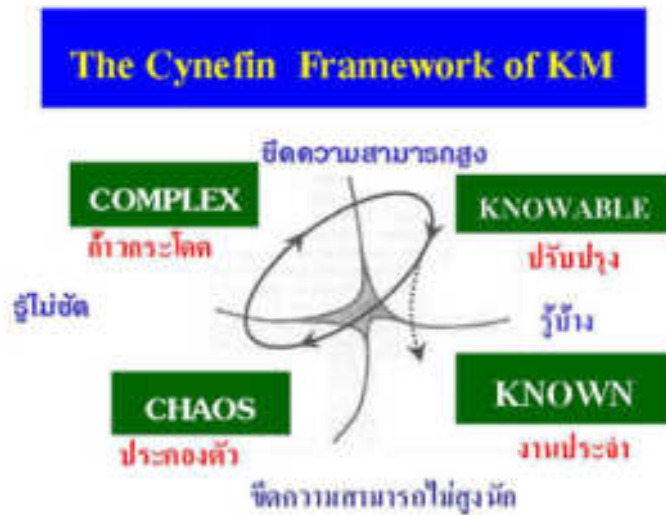 The Cynefin Framework of KM
ขีดความสามารถสูง
COMPLEX
KNOWABLE
ก้าวกระโดด
ปรับปรุง
รู้ไม่ชัด
รู้บ้าง
CHAOS
KNOWN
ประคองตัว
งานประจำ
ขีดความสามารถไม่สูงนัก